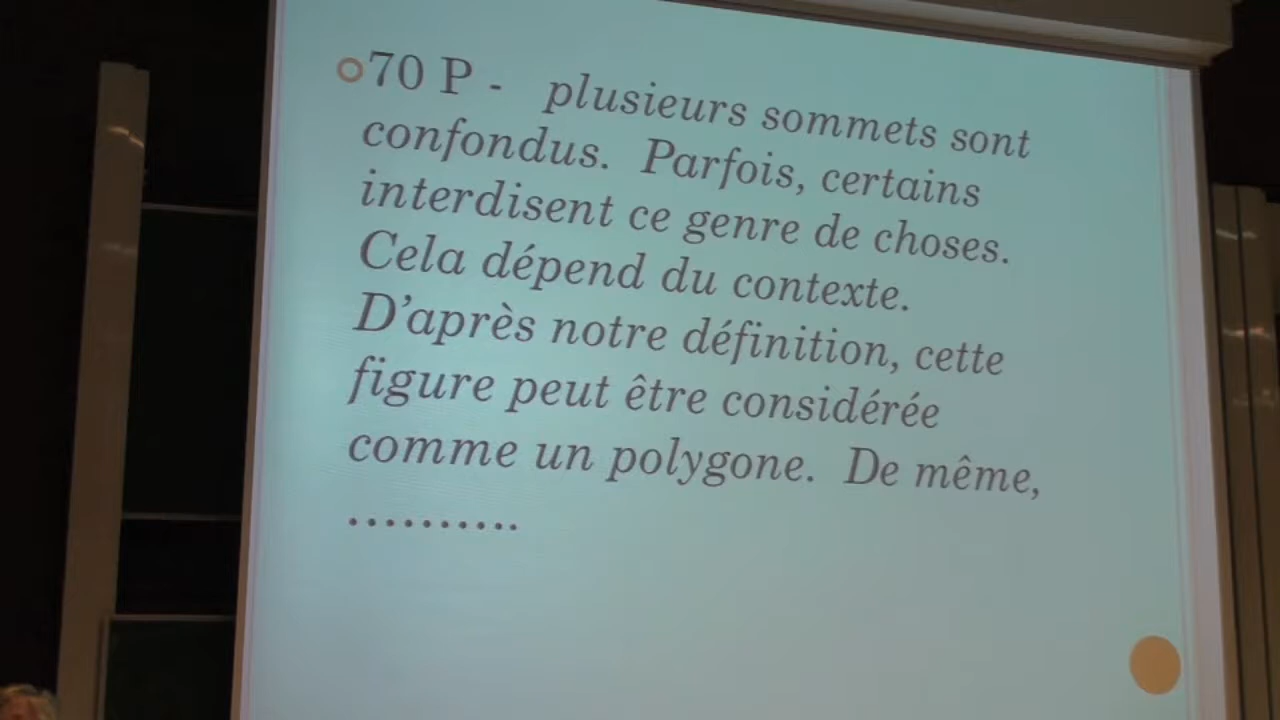 70 P - plusieurs sommets sont
confondus. Parfois, certains
interdisent ce genre de choses.
Cela dépend du contexte.
D’après notre définition, cette
figure peut être considérée
comme un polygone. De même,
..........